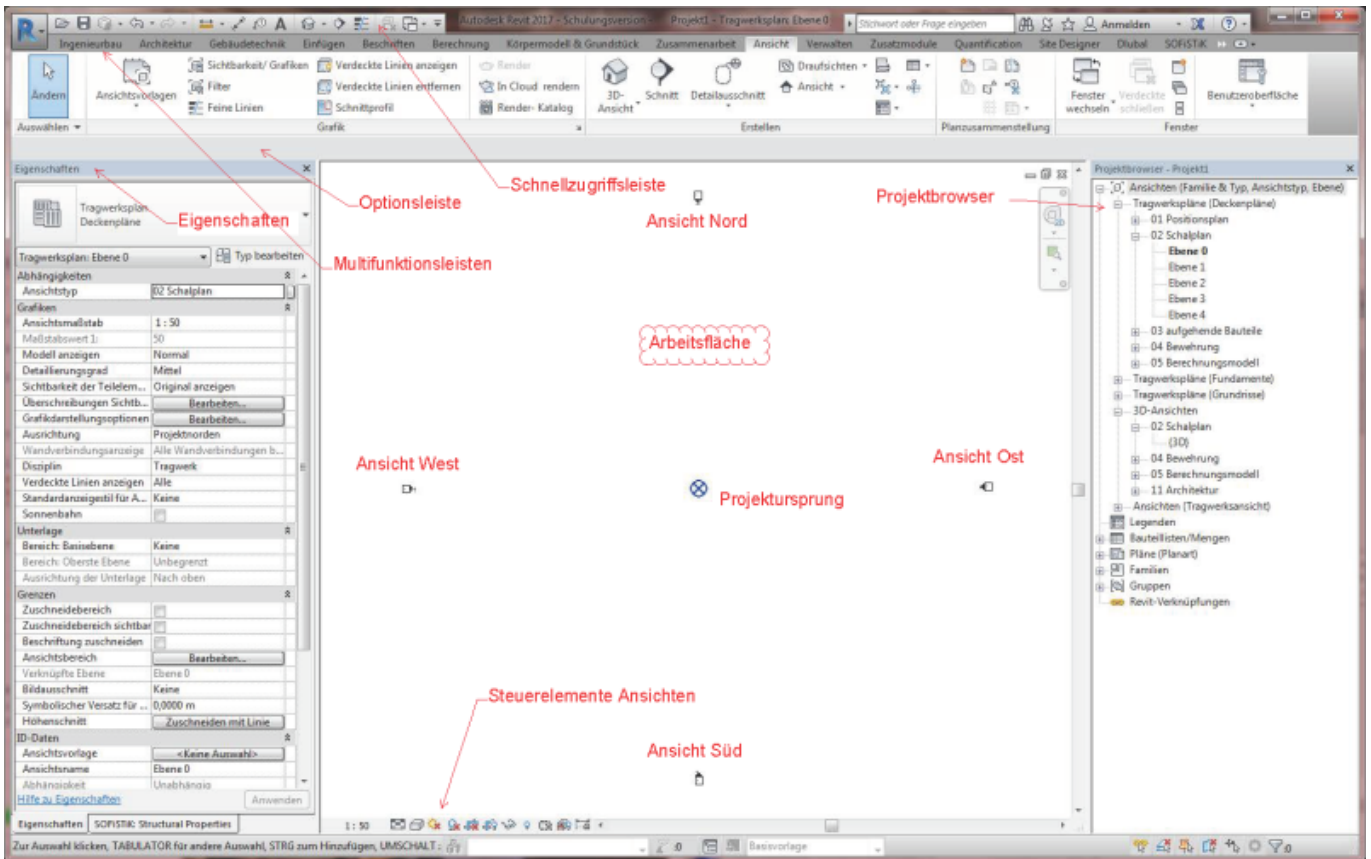 Autodesk Revit 2017 - Schulungsversion - Projekt1 - Tragwerksplan: Ebene 0
Stichwort oder Frage eingeben
Anmelden
Ingenieurbau Architektur Gebäudetechnik Einfügen Beschriften Berechnung Körpermodell & Grundstück Zusammenarbeit Ansicht Verwalten Zusatzmodule Quantification Site Designer Dlubal SOFiSTiK
Ändern
Ansichtsvorlagen
Sichtbarkeit/ Grafiken
Filter
Feine Linien
Verdeckte Linien anzeigen
Verdeckte Linien entfernen
Schnittprofil
Render
In Cloud rendern
Render- Katalog
3D-
Ansicht
Schnitt
Detailausschnitt
Draufsichten
Ansicht
Fenster
wechseln
Verdeckte
schließen
Benutzeroberfläche
Auswählen
Grafik
Erstellen
Planzusammenstellung
Fenster
Eigenschaften
Tragwerksplan
Deckenpläne
Tragwerksplan: Ebene 0
Typ bearbeiten
Abhängigkeiten
Ansichtstyp 02 Schalplan
Grafiken
Ansichtsmaßstab 1 : 50
Maßstabswert 1: 50
Modell anzeigen Normal
Detaillierungsgrad Mittel
Sichtbarkeit der Teilelem... Original anzeigen
Überschreibungen Sichtb... Bearbeiten...
Grafikdarstellungsoptionen Bearbeiten...
Ausrichtung Projektnorden
Wandverbindungsanzeige Alle Wandverbindungen b...
Disziplin Tragwerk
Verdeckte Linien anzeigen Alle
Standardanzeigestil für A... Keine
Sonnenbahn
Unterlage
Bereich: Basisebene Keine
Bereich: Oberste Ebene Unbegrenzt
Ausrichtung der Unterlage Nach oben
Grenzen
Zuschneidebereich
Zuschneidebereich sichtbar
Beschriftung zuschneiden
Ansichtsbereich Bearbeiten...
Verknüpfte Ebene Ebene 0
Bildausschnitt Keine
Symbolischer Versatz für ... 0,0000 m
Höhenschnitt Zuschneiden mit Linie
ID-Daten
Ansichtsvorlage <Keine Auswahl>
Ansichtsname Ebene 0
Abhängigkeit Unabhängig
Hilfe zu Eigenschaften
Anwenden
Eigenschaften SOFiSTiK: Structural Properties
Schnellzugriffsleiste
Optionsleiste
Eigenschaften
Multifunktionsleisten
Projektbrowser
Ansicht Nord
Arbeitsfläche
Ansicht West
Ansicht Ost
Projektursprung
Steuerelemente Ansichten
Ansicht Süd
1 : 50
Projektbrowser - Projekt1
Ansichten (Familie & Typ, Ansichtstyp, Ebene)
Tragwerkspläne (Deckenpläne)
01 Positionsplan
02 Schalplan
Ebene 0
Ebene 1
Ebene 2
Ebene 3
Ebene 4
03 aufgehende Bauteile
04 Bewehrung
05 Berechnungsmodell
Tragwerkspläne (Fundamente)
Tragwerkspläne (Grundrisse)
3D-Ansichten
02 Schalplan
{3D}
04 Bewehrung
05 Berechnungsmodell
11 Architektur
Ansichten (Tragwerksansicht)
Legenden
Bauteillisten/Mengen
Pläne (Planart)
Familien
Gruppen
Revit-Verknüpfungen
Zur Auswahl klicken, TABULATOR für andere Auswahl, STRG zum Hinzufügen, UMSCHALT
:0
Basisvorlage
:0